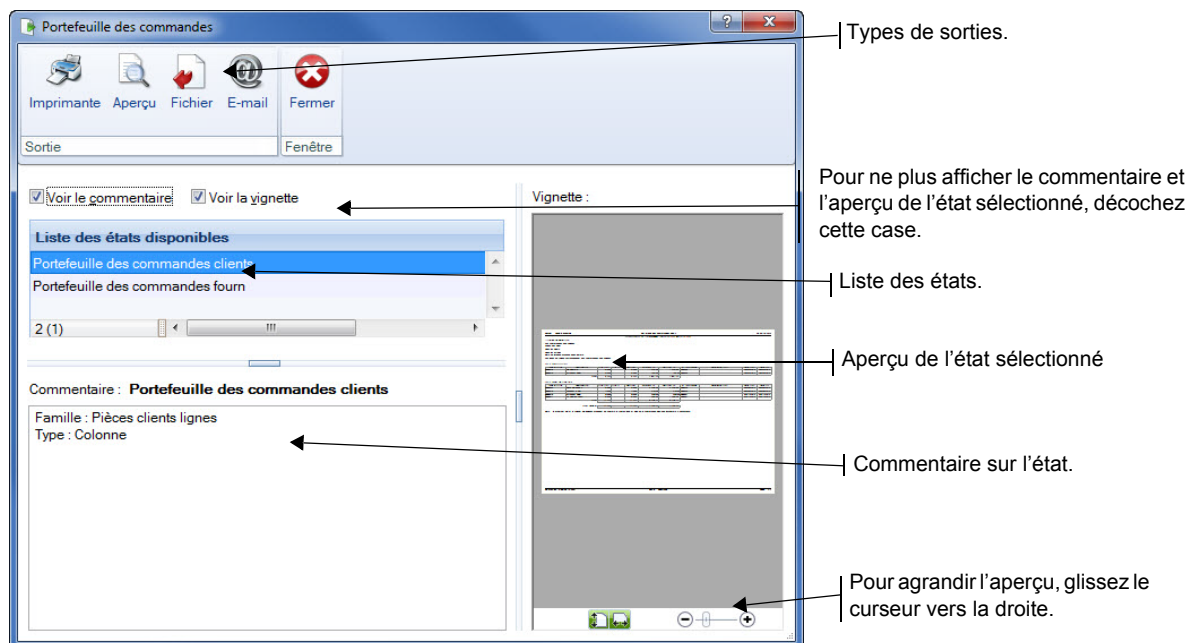 Portefeuille des commandes
?
x
Types de sorties.
Imprimante Aperçu Fichier E-mail Fermer
Sortie
Fenêtre
Voir le commentaire
Voir la vignette
Vignette :
Pour ne plus afficher le commentaire et
l’aperçu de l’état sélectionné, décochez
cette case.
Liste des états disponibles
Portefeuille des commandes clients
Portefeuille des commandes fourn
Liste des états.
2 (1)
Aperçu de l’état sélectionné
Commentaire : Portefeuille des commandes clients
Famille : Pièces clients lignes
Type : Colonne
Commentaire sur l’état.
Pour agrandir l’aperçu, glissez le
curseur vers la droite.